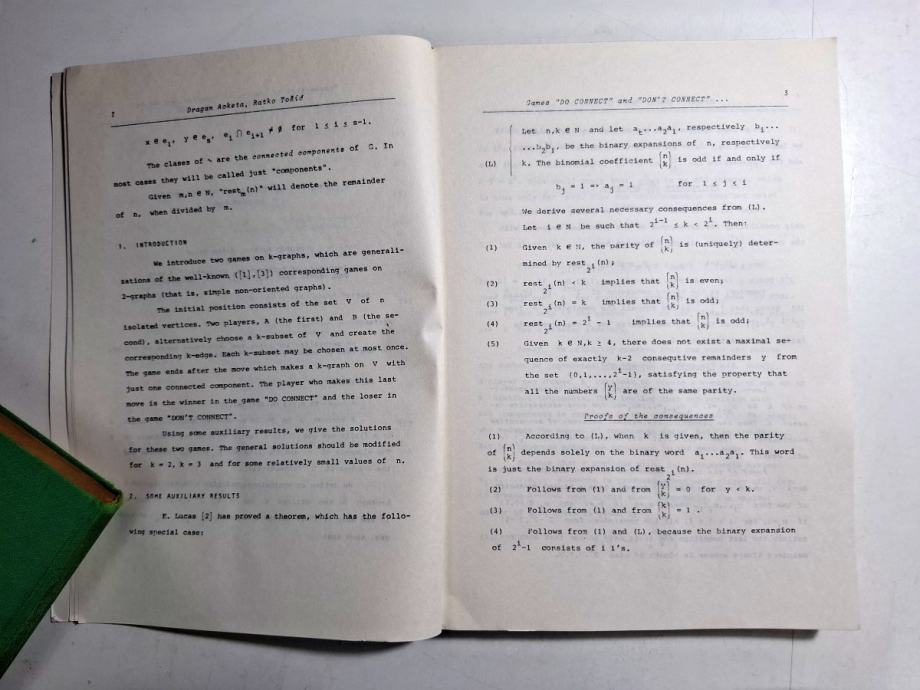 2
Dragan Acketa, Ratko Tošić
x ∈ e₁, y ∈ eₛ, eᵢ ⋂ eᵢ₊₁ ≠ ∅ for 1 ≤ i ≤ s-1.
The clases of ~ are the connected components of G. In
most cases they will be called just "components".
Given m,n ∈ N, "restₘ(n)" will denote the remainder
of n, when divided by m.
1. INTRODUCTION
We introduce two games on k-graphs, which are generali-
zations of the well-known ([1],[3]) corresponding games on
2-graphs (that is, simple non-oriented graphs).
The initial position consists of the set V of n
isolated vertices. Two players, A (the first) and B (the se-
cond), alternatively choose a k-subset of V and create the
corresponding k-edge. Each k-subset may be chosen at most once.
The game ends after the move which makes a k-graph on V with
just one connected component. The player who makes this last
move is the winner in the game "DO CONNECT" and the loser in
the game "DON'T CONNECT".
Using some auxiliary results, we give the solutions
for these two games. The general solutions should be modified
for k = 2, k = 3 and for some relatively small values of n.
2. SOME AUXILIARY RESULTS
E. Lucas [2] has proved a theorem, which has the follo-
wing special case:
Games "DO CONNECT" and "DON'T CONNECT" ...
3
Let n,k ∈ N and let aₜ...a₂a₁, respectively b₁...
...b₂b₁, be the binary expansions of n, respectively
(L) k. The binomial coefficient (n k) is odd if and only if
bⱼ = 1 => aⱼ = 1 for 1 ≤ j ≤ i
We derive several necessary consequences from (L).
Let i ∈ N be such that 2ⁱ⁻¹ ≤ k < 2ⁱ. Then:
(1) Given k ∈ N, the parity of (n k) is (uniquely) deter-
mined by rest₂ⁱ(n);
(2) rest₂ⁱ(n) < k implies that (n k) is even;
(3) rest₂ⁱ(n) = k implies that (n k) is odd;
(4) rest₂ⁱ(n) = 2ⁱ - 1 implies that (n k) is odd;
(5) Given k ∈ N, k ≥ 4, there does not exist a maximal se-
quence of exactly k-2 consequtive remainders y from
the set {0,1,...,2ⁱ-1}, satisfying the property that
all the numbers (y k) are of the same parity.
Proofs of the consequences
(1) According to (L), when k is given, then the parity
of (n k) depends solely on the binary word aᵢ...a₂a₁. This word
is just the binary expansion of rest₂ⁱ(n).
(2) Follows from (1) and from (y k) = 0 for y < k.
(3) Follows from (1) and from (k k) = 1 .
(4) Follows from (1) and (L), because the binary expansion
of 2ⁱ-1 consists of i 1's.